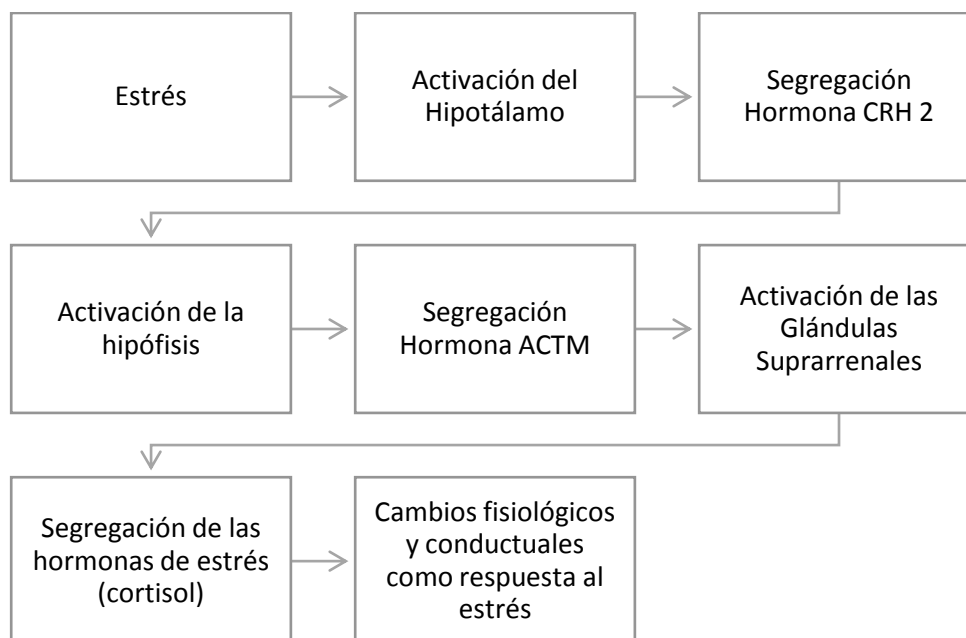 Estrés
Activación del
Hipotálamo
Segregación
Hormona CRH 2
Activación de la
hipófisis
Segregación
Hormona ACTM
Activación de las
Glándulas
Suprarrenales
Segregación de las
hormonas de estrés
(cortisol)
Cambios fisiológicos
y conductuales
como respuesta al
estrés